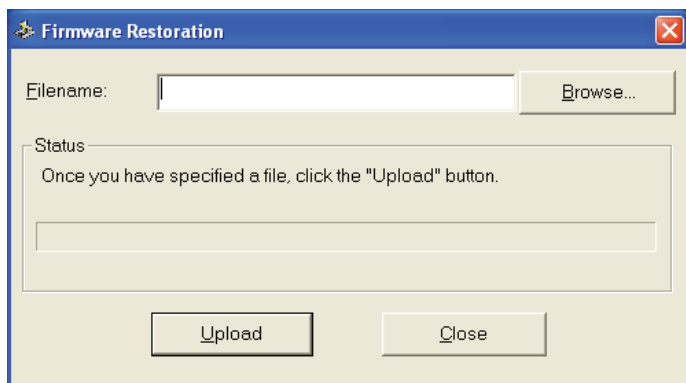 Firmware Restoration
Filename:
Browse...
Status
Once you have specified a file, click the "Upload" button.
Upload
Close